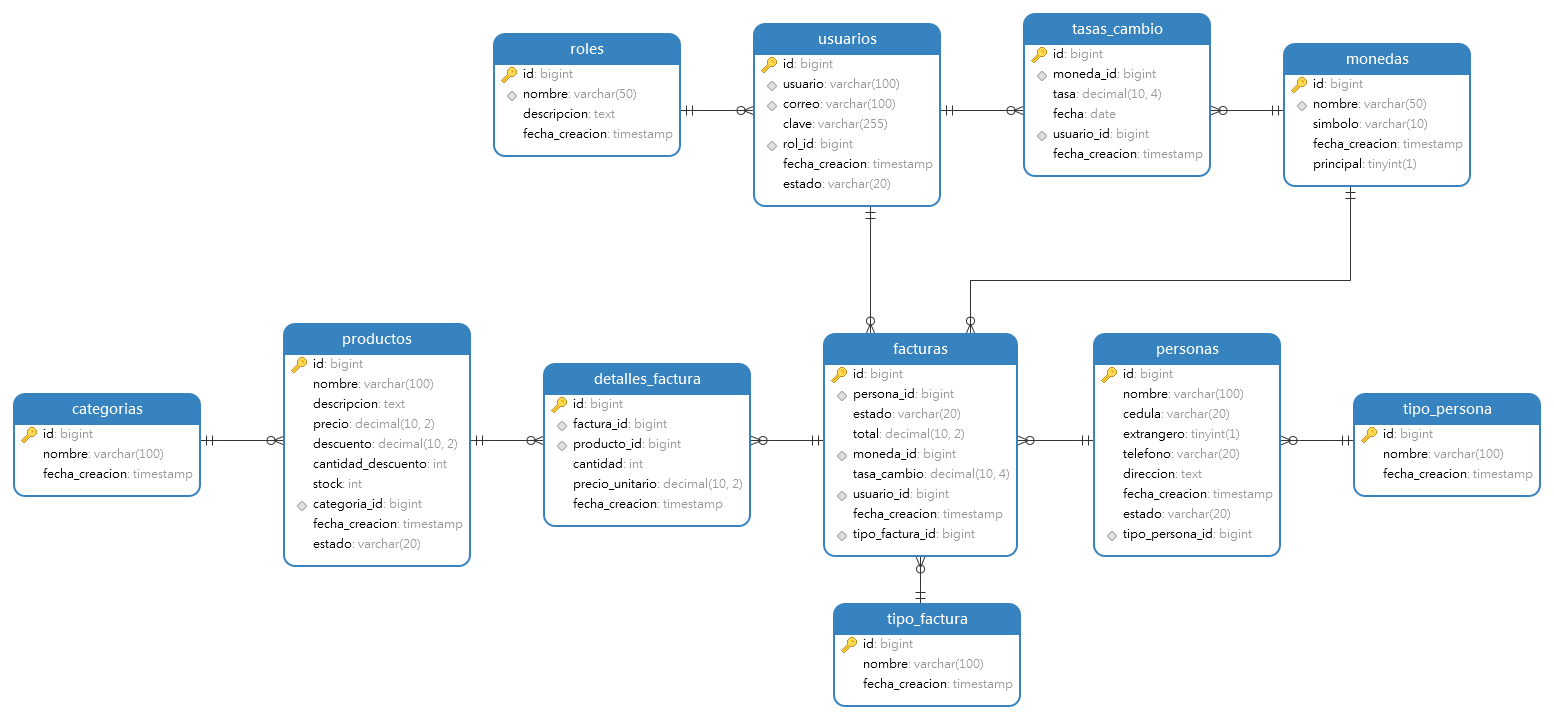 roles
id: bigint
nombre: varchar(50)
descripcion: text
fecha_creacion: timestamp
usuarios
id: bigint
usuario: varchar(100)
correo: varchar(100)
clave: varchar(255)
rol_id: bigint
fecha_creacion: timestamp
estado: varchar(20)
tasas_cambio
id: bigint
moneda_id: bigint
tasa: decimal(10, 4)
fecha: date
usuario_id: bigint
fecha_creacion: timestamp
monedas
id: bigint
nombre: varchar(50)
simbolo: varchar(10)
fecha_creacion: timestamp
principal: tinyint(1)
categorias
id: bigint
nombre: varchar(100)
fecha_creacion: timestamp
productos
id: bigint
nombre: varchar(100)
descripcion: text
precio: decimal(10, 2)
descuento: decimal(10, 2)
cantidad_descuento: int
stock: int
categoria_id: bigint
fecha_creacion: timestamp
estado: varchar(20)
detalles_factura
id: bigint
factura_id: bigint
producto_id: bigint
cantidad: int
precio_unitario: decimal(10, 2)
fecha_creacion: timestamp
facturas
id: bigint
persona_id: bigint
estado: varchar(20)
total: decimal(10, 2)
moneda_id: bigint
tasa_cambio: decimal(10, 4)
usuario_id: bigint
fecha_creacion: timestamp
tipo_factura_id: bigint
personas
id: bigint
nombre: varchar(100)
cedula: varchar(20)
extrangero: tinyint(1)
telefono: varchar(20)
direccion: text
fecha_creacion: timestamp
estado: varchar(20)
tipo_persona_id: bigint
tipo_persona
id: bigint
nombre: varchar(100)
fecha_creacion: timestamp
tipo_factura
id: bigint
nombre: varchar(100)
fecha_creacion: timestamp